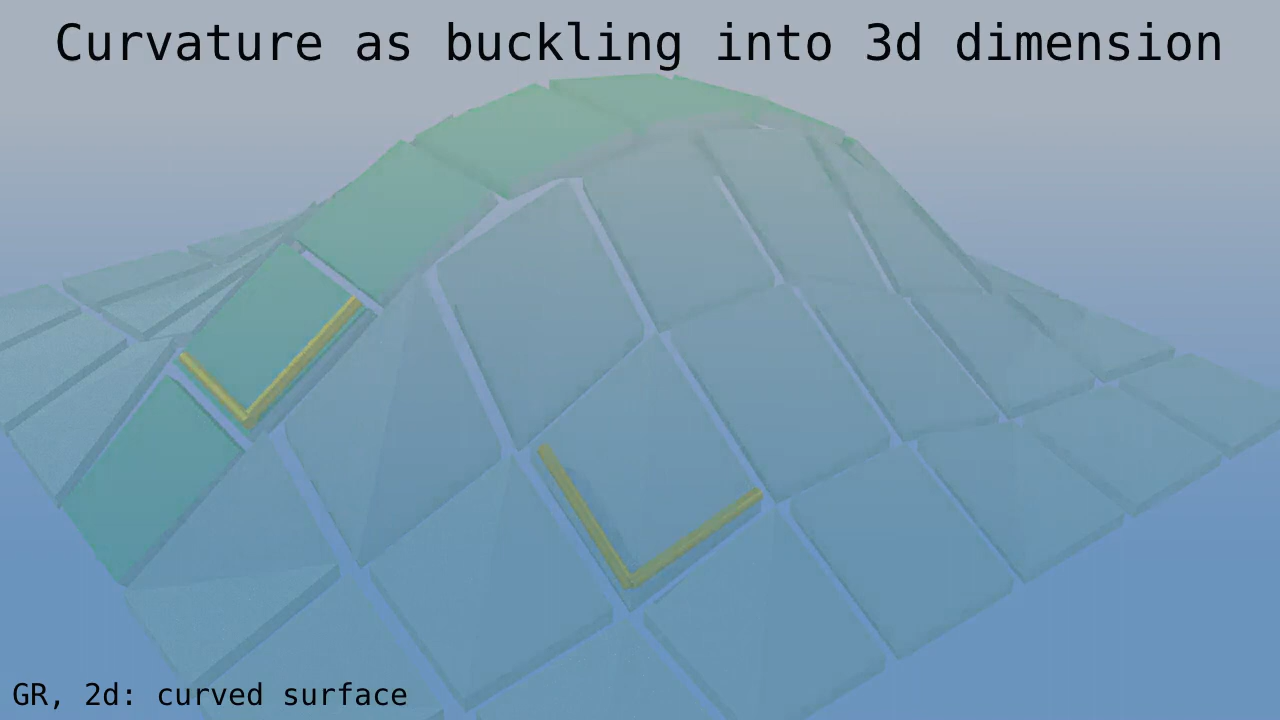 Curvature as buckling into 3d dimension
GR, 2d: curved surface